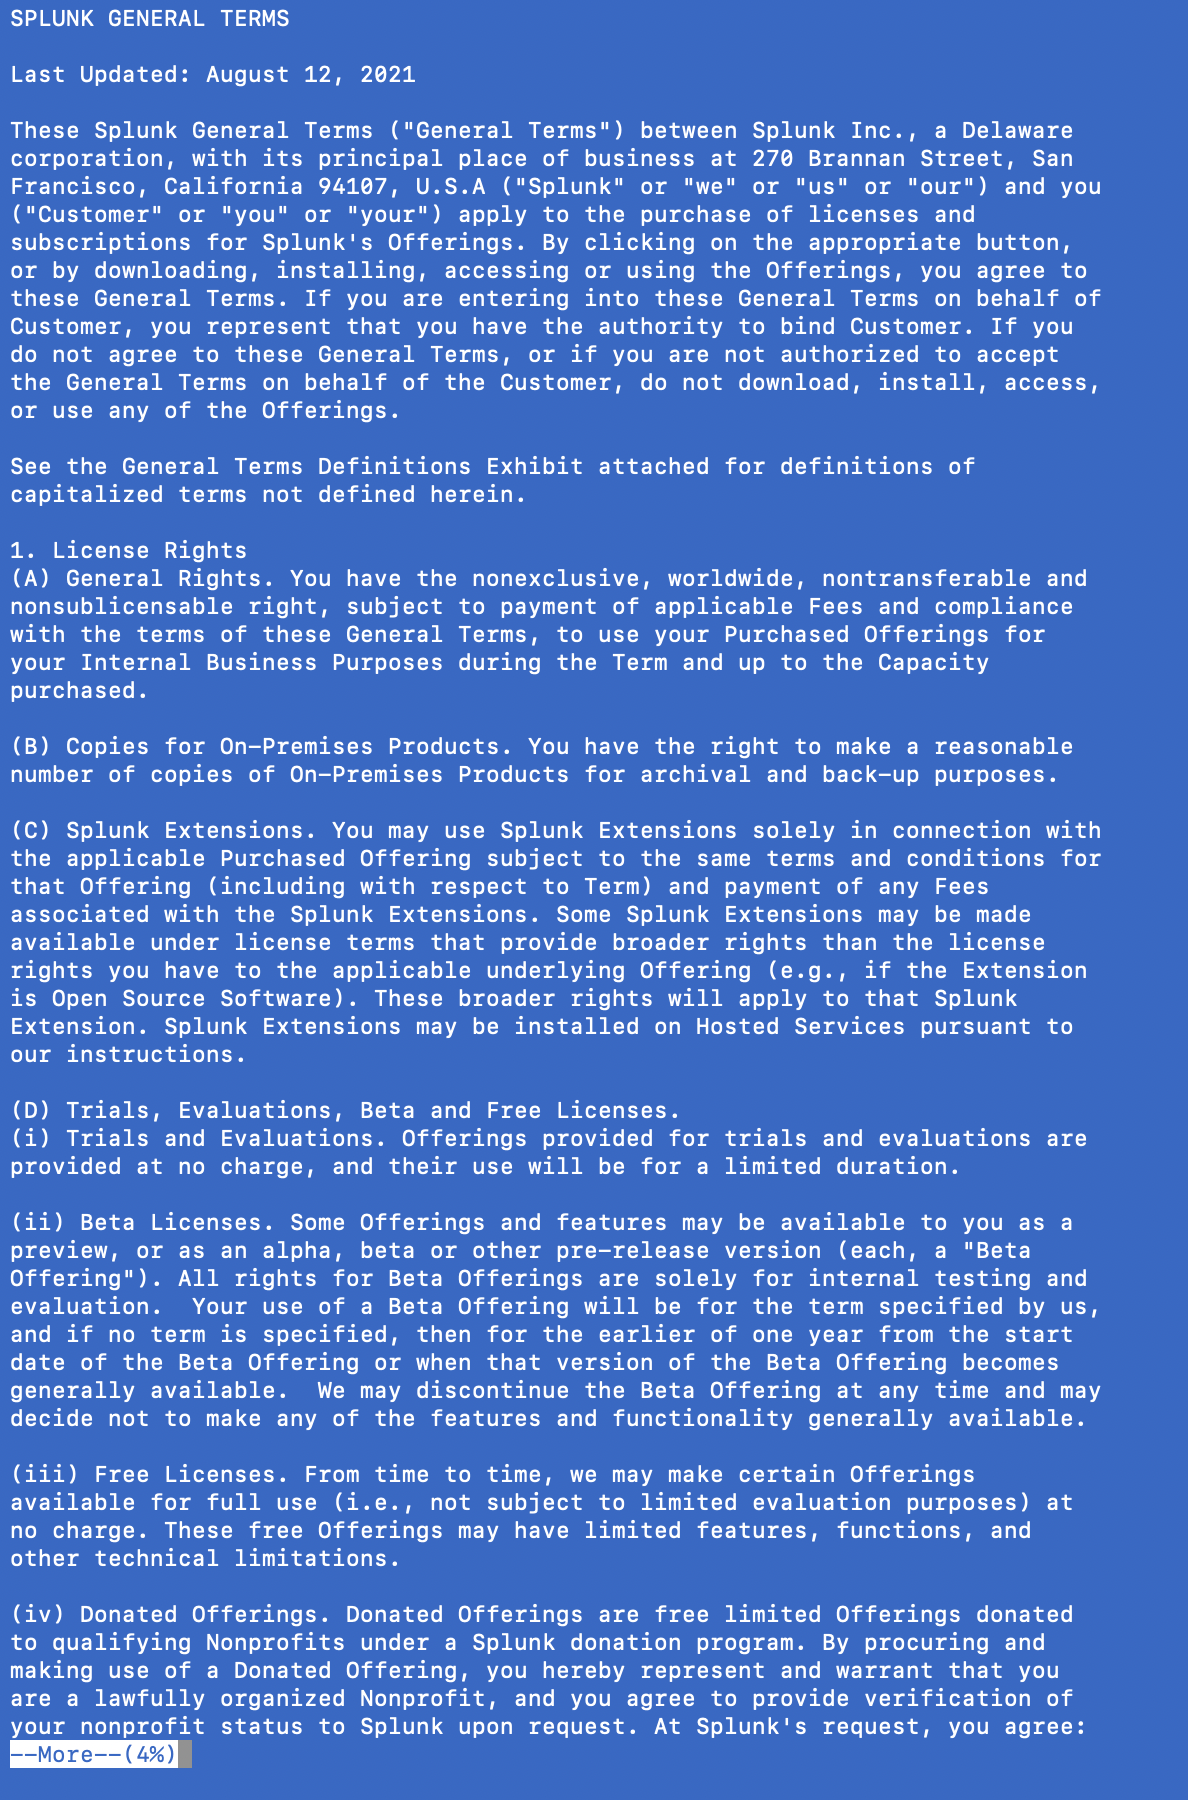 SPLUNK GENERAL TERMS
Last Updated: August 12, 2021
These Splunk General Terms ("General Terms") between Splunk Inc., a Delaware
corporation, with its principal place of business at 270 Brannan Street, San
Francisco, California 94107, U.S.A ("Splunk" or "we" or "us" or "our") and you
("Customer" or "you" or "your") apply to the purchase of licenses and
subscriptions for Splunk's Offerings. By clicking on the appropriate button,
or by downloading, installing, accessing or using the Offerings, you agree to
these General Terms. If you are entering into these General Terms on behalf of
Customer, you represent that you have the authority to bind Customer. If you
do not agree to these General Terms, or if you are not authorized to accept
the General Terms on behalf of the Customer, do not download, install, access,
or use any of the Offerings.
See the General Terms Definitions Exhibit attached for definitions of
capitalized terms not defined herein.
1. License Rights
(A) General Rights. You have the nonexclusive, worldwide, nontransferable and
nonsublicensable right, subject to payment of applicable Fees and compliance
with the terms of these General Terms, to use your Purchased Offerings for
your Internal Business Purposes during the Term and up to the Capacity
purchased.
(B) Copies for On-Premises Products. You have the right to make a reasonable
number of copies of On-Premises Products for archival and back-up purposes.
(C) Splunk Extensions. You may use Splunk Extensions solely in connection with
the applicable Purchased Offering subject to the same terms and conditions for
that Offering (including with respect to Term) and payment of any Fees
associated with the Splunk Extensions. Some Splunk Extensions may be made
available under license terms that provide broader rights than the license
rights you have to the applicable underlying Offering (e.g., if the Extension
is Open Source Software). These broader rights will apply to that Splunk
Extension. Splunk Extensions may be installed on Hosted Services pursuant to
our instructions.
(D) Trials, Evaluations, Beta and Free Licenses.
(i) Trials and Evaluations. Offerings provided for trials and evaluations are
provided at no charge, and their use will be for a limited duration.
(ii) Beta Licenses. Some Offerings and features may be available to you as a
preview, or as an alpha, beta or other pre-release version (each, a "Beta
Offering"). All rights for Beta Offerings are solely for internal testing and
evaluation.  Your use of a Beta Offering will be for the term specified by us,
and if no term is specified, then for the earlier of one year from the start
date of the Beta Offering or when that version of the Beta Offering becomes
generally available.  We may discontinue the Beta Offering at any time and may
decide not to make any of the features and functionality generally available.
(iii) Free Licenses. From time to time, we may make certain Offerings
available for full use (i.e., not subject to limited evaluation purposes) at
no charge. These free Offerings may have limited features, functions, and
other technical limitations.
(iv) Donated Offerings. Donated Offerings are free limited Offerings donated
to qualifying Nonprofits under a Splunk donation program. By procuring and
making use of a Donated Offering, you hereby represent and warrant that you
are a lawfully organized Nonprofit, and you agree to provide verification of
your nonprofit status to Splunk upon request. At Splunk's request, you agree:
--More--(4%)